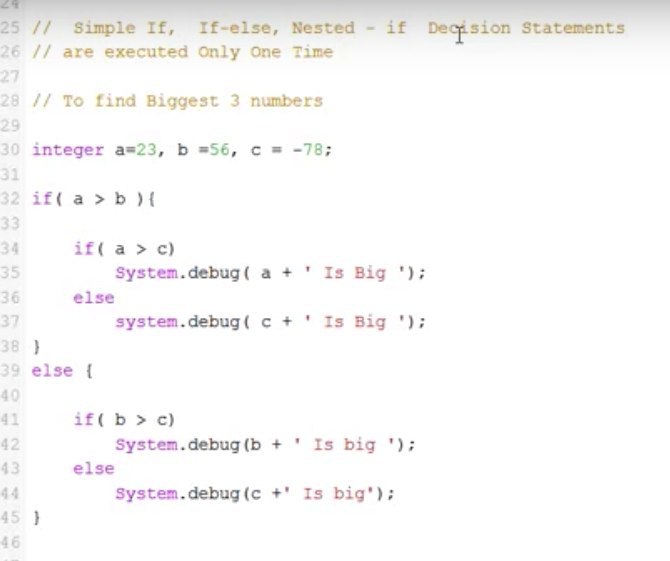 24
25 //  Simple If,  If-else, Nested - if  Decision Statements
26 // are executed Only One Time
27
28 // To find Biggest 3 numbers
29
30 integer a=23, b =56, c = -78;
31
32 if( a > b ){
33
34     if( a > c)
35         System.debug( a + ' Is Big ');
36     else
37         system.debug( c + ' Is Big ');
38 }
39 else {
40
41     if( b > c)
42         System.debug(b + ' Is big ');
43     else
44         System.debug(c +' Is big');
45 }
46